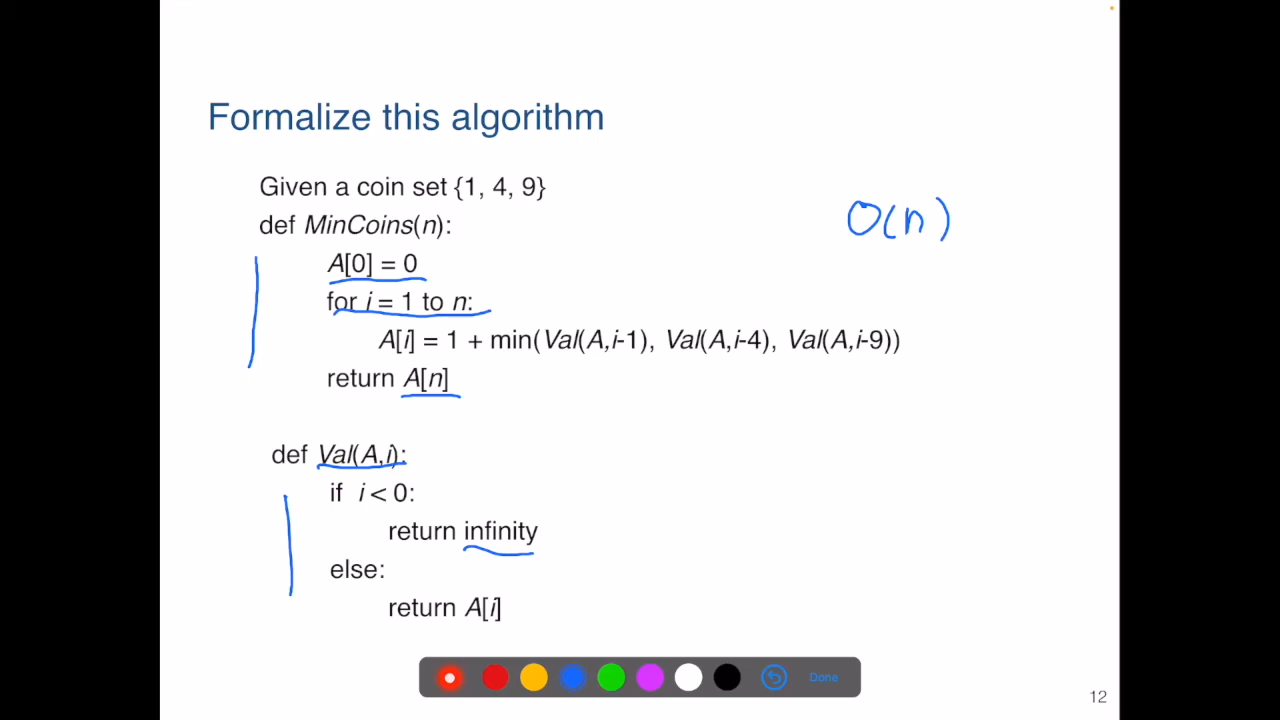 Formalize this algorithm
Given a coin set {1, 4, 9}
def MinCoins(n):
O(n)
A[0] = 0
for i = 1 to n:
A[i] = 1 + min(Val(A,i-1), Val(A,i-4), Val(A,i-9))
return A[n]
def Val(A,i):
if i < 0:
return infinity
else:
return A[i]
Done
12